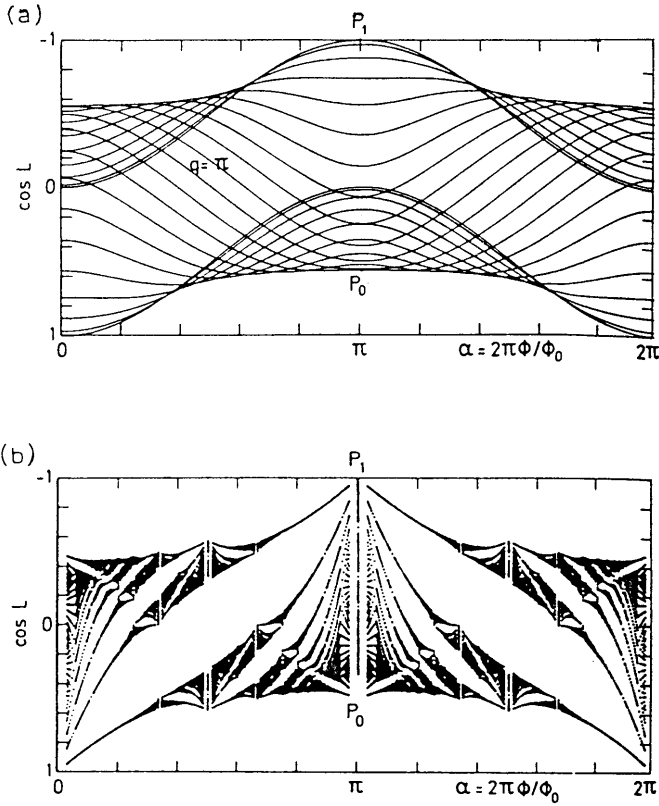 (a)
P₁
-1
cos L
0
q = π
P₀
1
0
π
α = 2πΦ/Φ₀
2π
(b)
P₁
-1
cos L
0
P₀
1
0
π
α = 2πΦ/Φ₀
2π